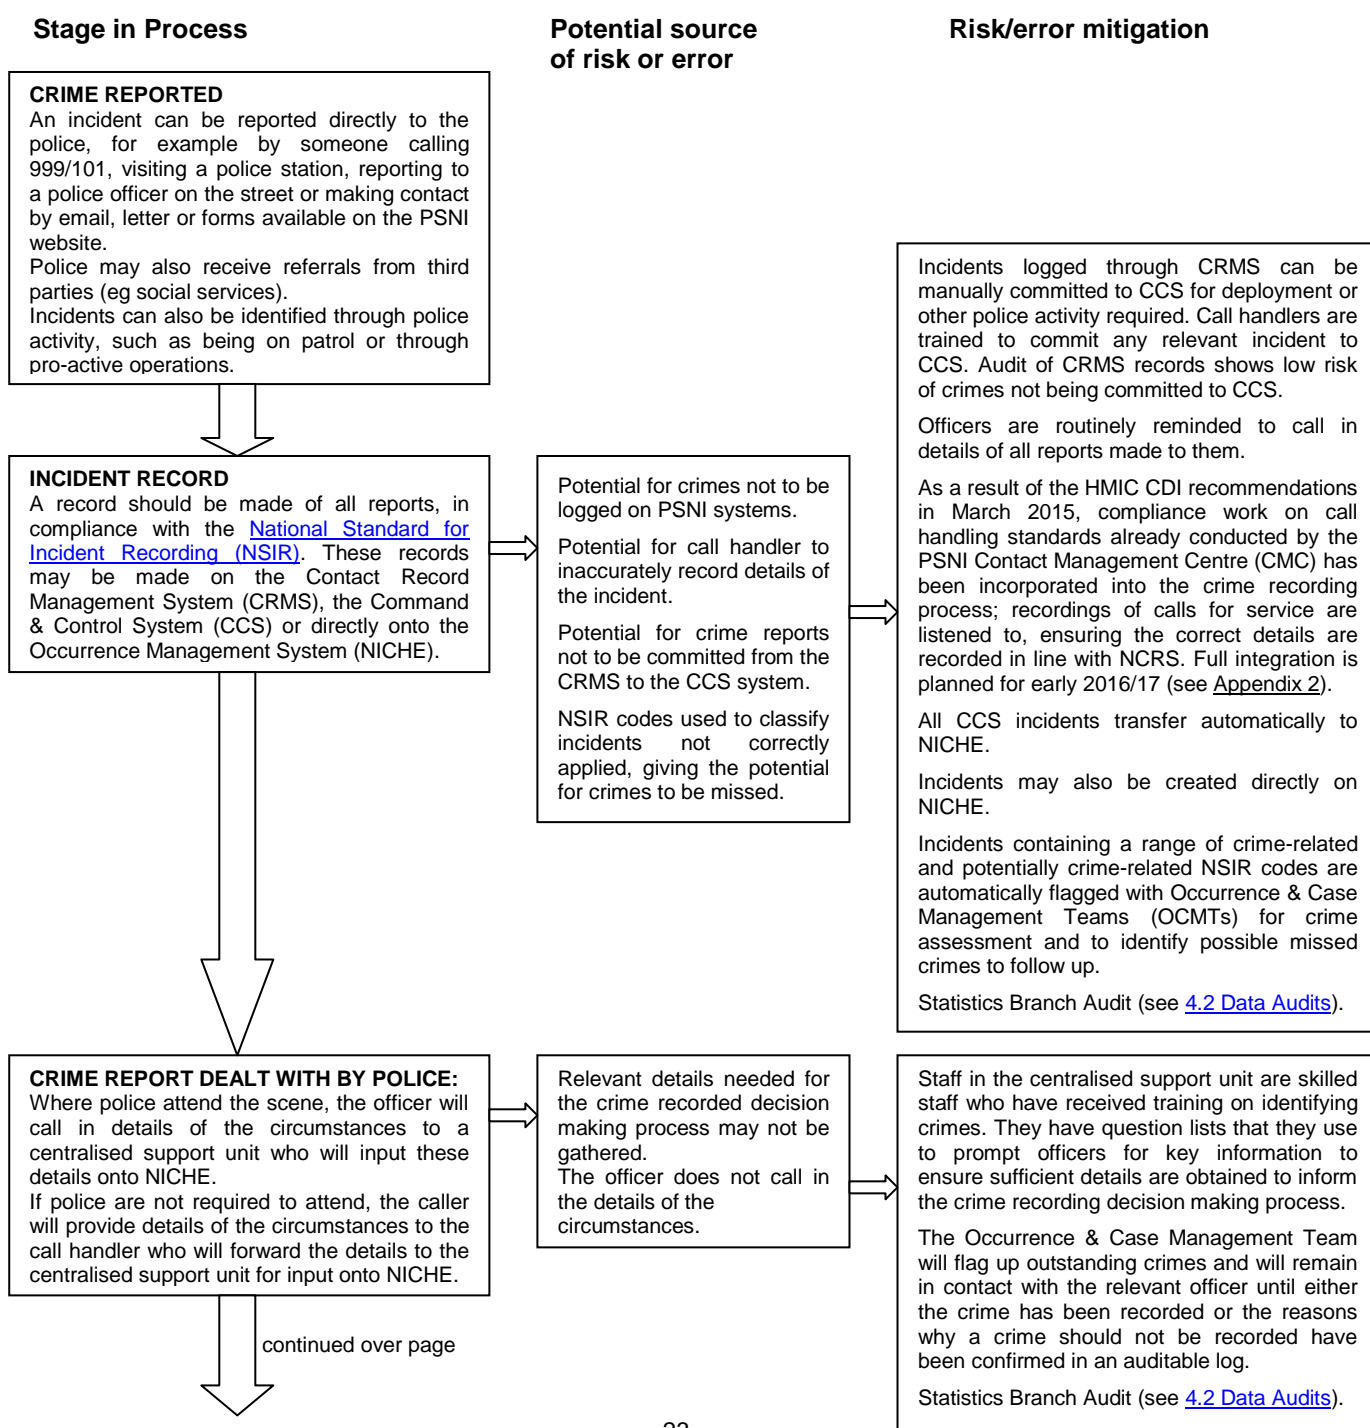 Stage in Process
Potential source
of risk or error
Risk/error mitigation
CRIME REPORTED
An incident can be reported directly to the
police, for example by someone calling
999/101, visiting a police station, reporting to
a police officer on the street or making contact
by email, letter or forms available on the PSNI
website.
Police may also receive referrals from third
parties (eg social services).
Incidents can also be identified through police
activity, such as being on patrol or through
pro-active operations.
INCIDENT RECORD
A record should be made of all reports, in
compliance with the National Standard for
Incident Recording (NSIR). These records
may be made on the Contact Record
Management System (CRMS), the Command
& Control System (CCS) or directly onto the
Occurrence Management System (NICHE).
Potential for crimes not to be
logged on PSNI systems.
Potential for call handler to
inaccurately record details of
the incident.
Potential for crime reports
not to be committed from the
CRMS to the CCS system.
NSIR codes used to classify
incidents not correctly
applied, giving the potential
for crimes to be missed.
Incidents logged through CRMS can be
manually committed to CCS for deployment or
other police activity required. Call handlers are
trained to commit any relevant incident to
CCS. Audit of CRMS records shows low risk
of crimes not being committed to CCS.
Officers are routinely reminded to call in
details of all reports made to them.
As a result of the HMIC CDI recommendations
in March 2015, compliance work on call
handling standards already conducted by the
PSNI Contact Management Centre (CMC) has
been incorporated into the crime recording
process; recordings of calls for service are
listened to, ensuring the correct details are
recorded in line with NCRS. Full integration is
planned for early 2016/17 (see Appendix 2).
All CCS incidents transfer automatically to
NICHE.
Incidents may also be created directly on
NICHE.
Incidents containing a range of crime-related
and potentially crime-related NSIR codes are
automatically flagged with Occurrence & Case
Management Teams (OCMTs) for crime
assessment and to identify possible missed
crimes to follow up.
Statistics Branch Audit (see 4.2 Data Audits).
CRIME REPORT DEALT WITH BY POLICE:
Where police attend the scene, the officer will
call in details of the circumstances to a
centralised support unit who will input these
details onto NICHE.
If police are not required to attend, the caller
will provide details of the circumstances to the
call handler who will forward the details to the
centralised support unit for input onto NICHE.
Relevant details needed for
the crime recorded decision
making process may not be
gathered.
The officer does not call in
the details of the
circumstances.
Staff in the centralised support unit are skilled
staff who have received training on identifying
crimes. They have question lists that they use
to prompt officers for key information to
ensure sufficient details are obtained to inform
the crime recording decision making process.
The Occurrence & Case Management Team
will flag up outstanding crimes and will remain
in contact with the relevant officer until either
the crime has been recorded or the reasons
why a crime should not be recorded have
been confirmed in an auditable log.
Statistics Branch Audit (see 4.2 Data Audits).
continued over page